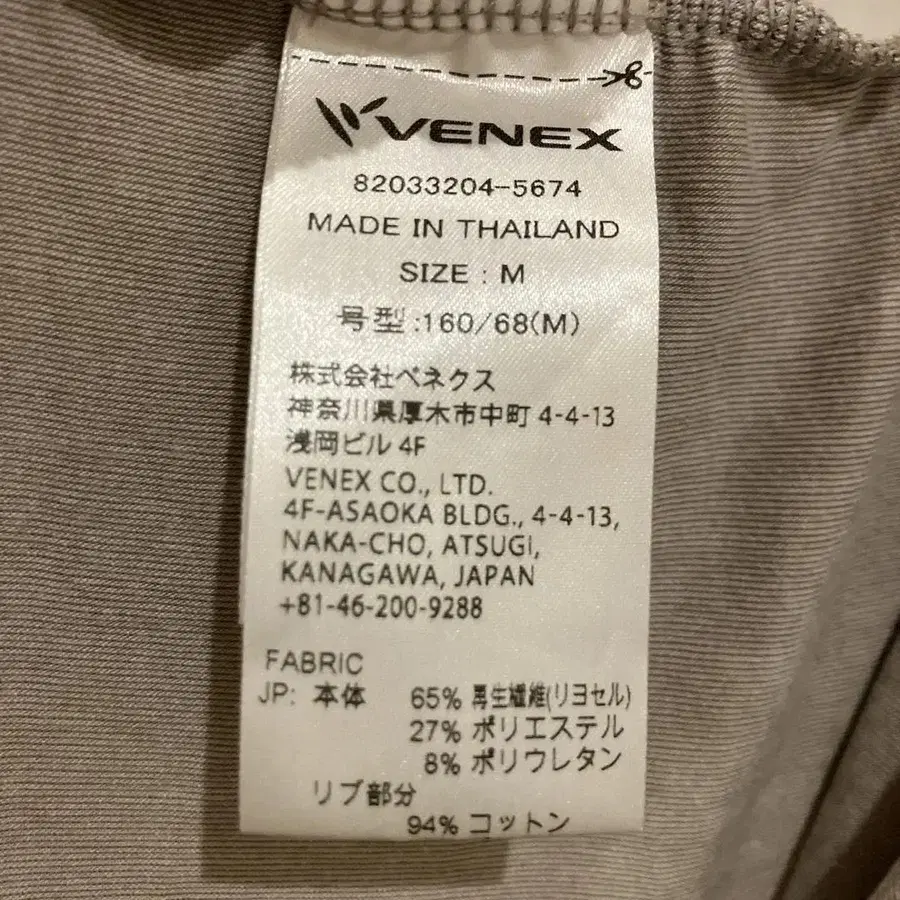 VENEX
82033204-5674
MADE IN THAILAND
SIZE : M
号型:160/68(M)
株式会社ベネクス
神奈川県厚木市中町 4-4-13
浅岡ビル 4F
VENEX CO., LTD.
4F-ASAOKA BLDG., 4-4-13,
NAKA-CHO, ATSUGI,
KANAGAWA, JAPAN
+81-46-200-9288
FABRIC
JP: 本体 65% 再生繊維(リヨセル)
27% ポリエステル
8% ポリウレタン
リブ部分
94% コットン